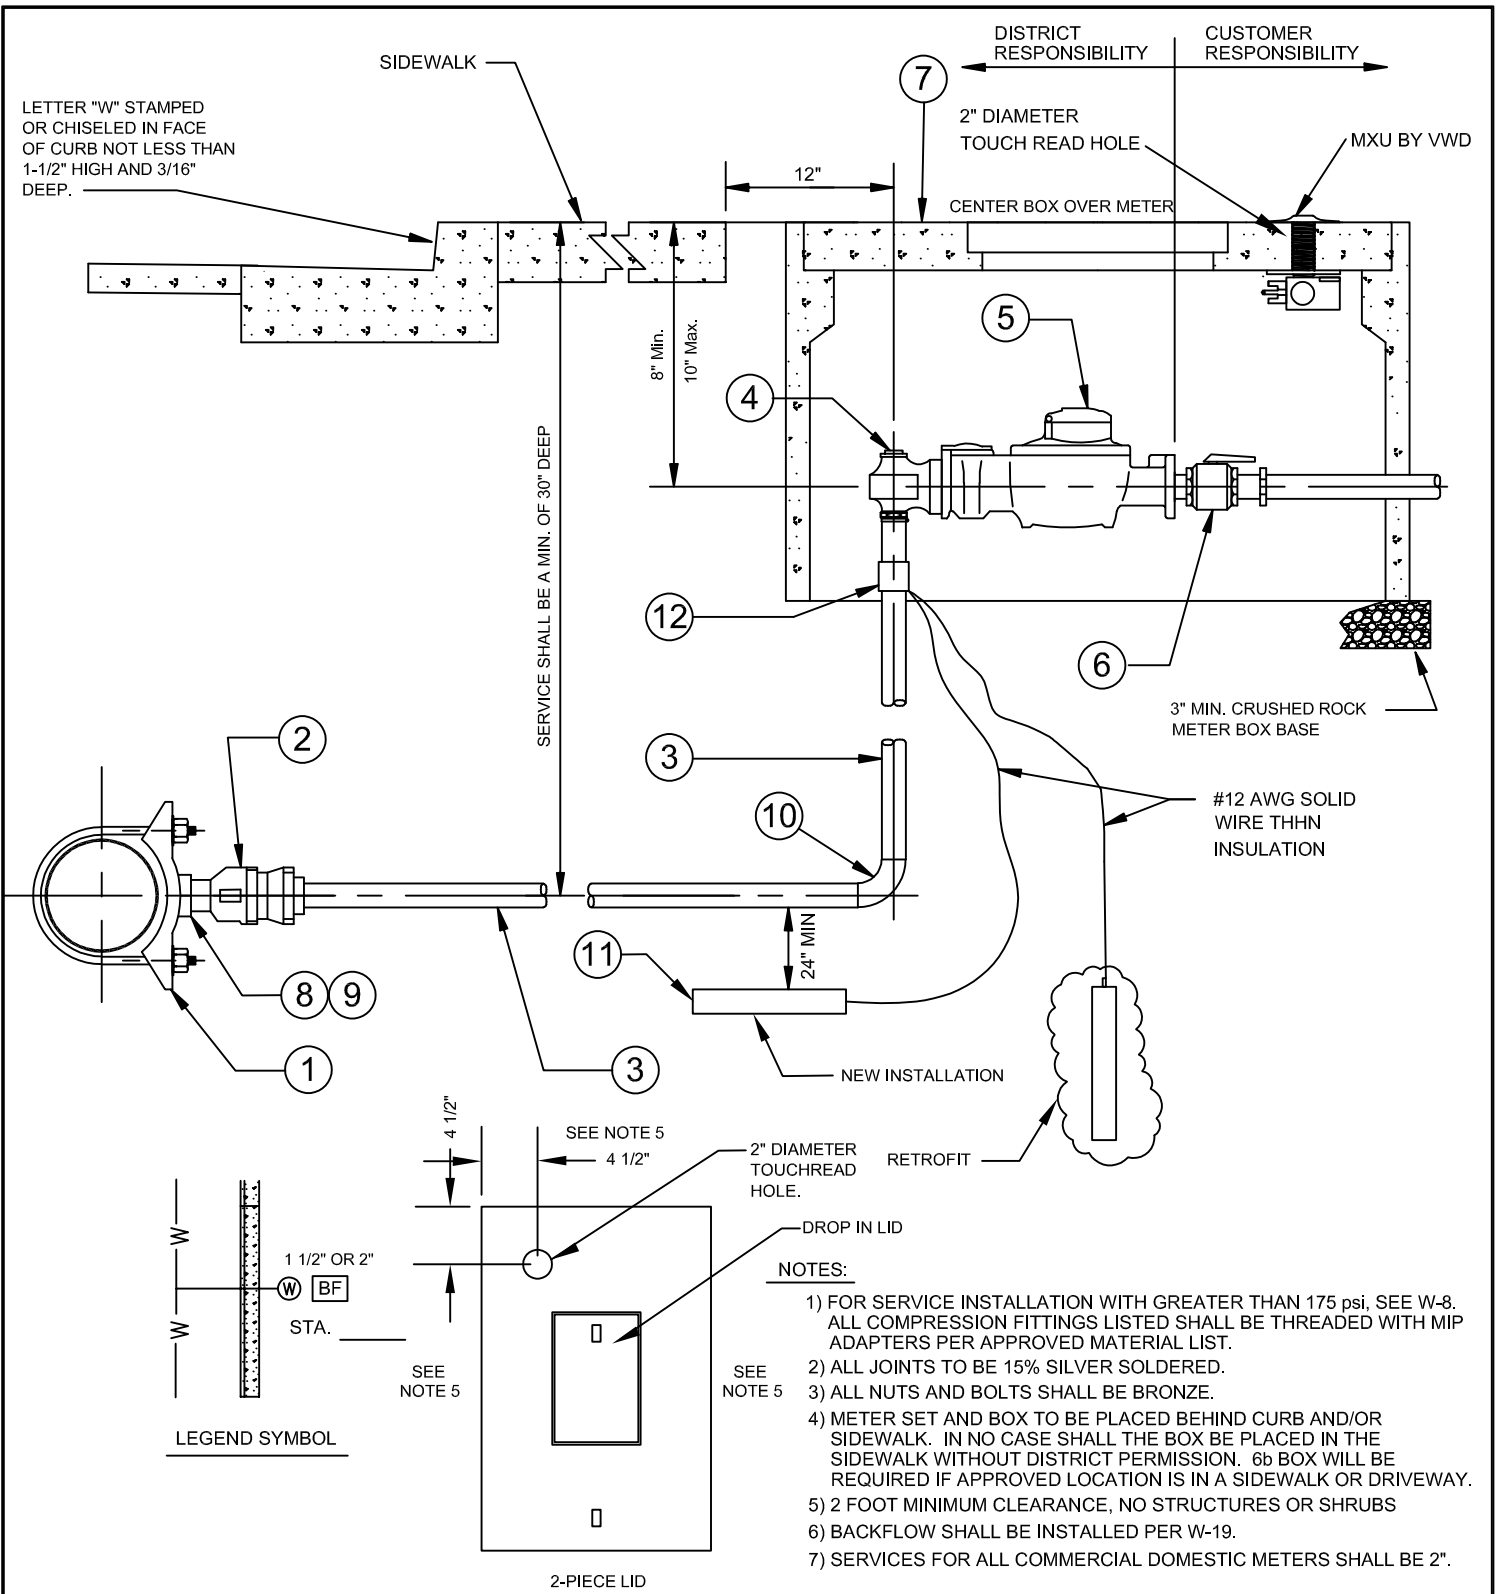 DISTRICT
RESPONSIBILITY
CUSTOMER
RESPONSIBILITY
SIDEWALK
7
LETTER "W" STAMPED
OR CHISELED IN FACE
OF CURB NOT LESS THAN
1-1/2" HIGH AND 3/16"
DEEP.
2" DIAMETER
TOUCH READ HOLE
MXU BY VWD
12"
CENTER BOX OVER METER
5
8" Min.
10" Max.
4
SERVICE SHALL BE A MIN. OF 30" DEEP
12
6
3" MIN. CRUSHED ROCK
METER BOX BASE
2
3
10
#12 AWG SOLID
WIRE THHN
INSULATION
24" MIN
11
8
9
1
3
NEW INSTALLATION
RETROFIT
4 1/2"
SEE NOTE 5
4 1/2"
2" DIAMETER
TOUCHREAD
HOLE.
DROP IN LID
W
W
1 1/2" OR 2"
W
BF
STA.
SEE
NOTE 5
SEE
NOTE 5
LEGEND SYMBOL
2-PIECE LID
NOTES:
1) FOR SERVICE INSTALLATION WITH GREATER THAN 175 psi, SEE W-8.
ALL COMPRESSION FITTINGS LISTED SHALL BE THREADED WITH MIP
ADAPTERS PER APPROVED MATERIAL LIST.
2) ALL JOINTS TO BE 15% SILVER SOLDERED.
3) ALL NUTS AND BOLTS SHALL BE BRONZE.
4) METER SET AND BOX TO BE PLACED BEHIND CURB AND/OR
SIDEWALK. IN NO CASE SHALL THE BOX BE PLACED IN THE
SIDEWALK WITHOUT DISTRICT PERMISSION. 6b BOX WILL BE
REQUIRED IF APPROVED LOCATION IS IN A SIDEWALK OR DRIVEWAY.
5) 2 FOOT MINIMUM CLEARANCE, NO STRUCTURES OR SHRUBS
6) BACKFLOW SHALL BE INSTALLED PER W-19.
7) SERVICES FOR ALL COMMERCIAL DOMESTIC METERS SHALL BE 2".